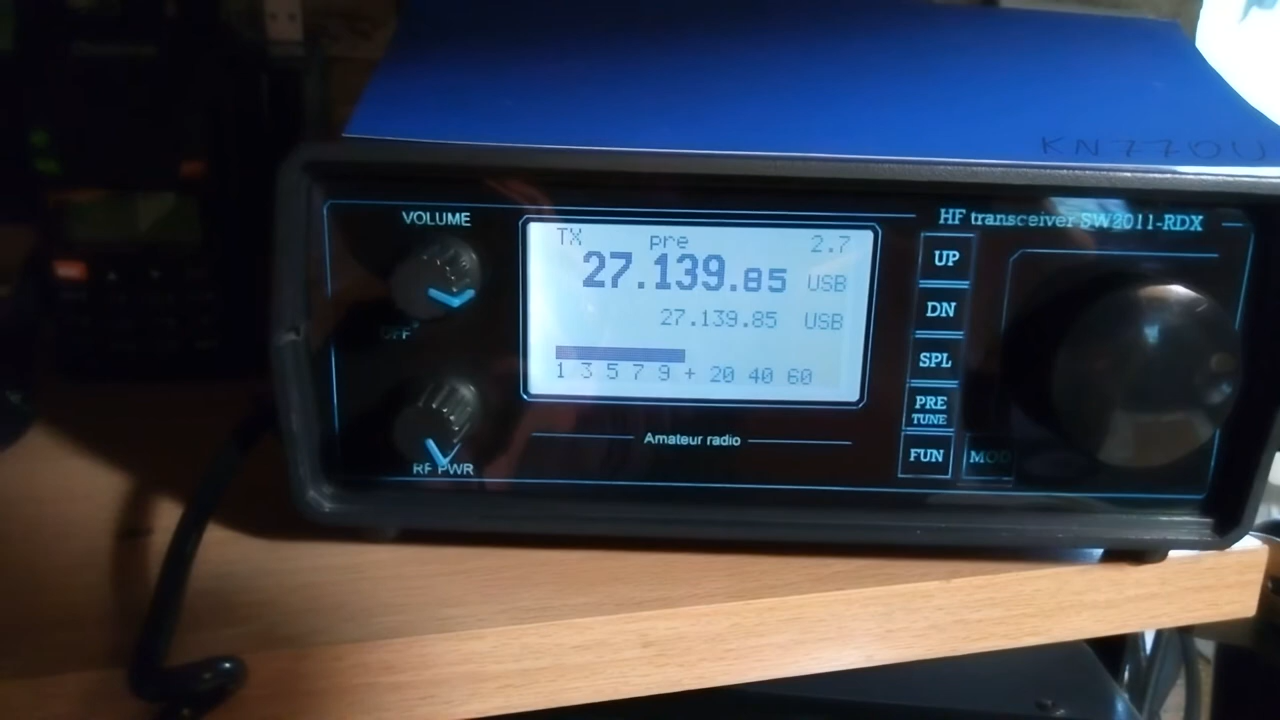 KN77OU
HF transceiver SW2011-RDX
VOLUME
OFF
RF PWR
TX pre 2.7
27.139.85 USB
27.139.85 USB
1 3 5 7 9 + 20 40 60
Amateur radio
UP
DN
SPL
PRE
TUNE
FUN
MOD